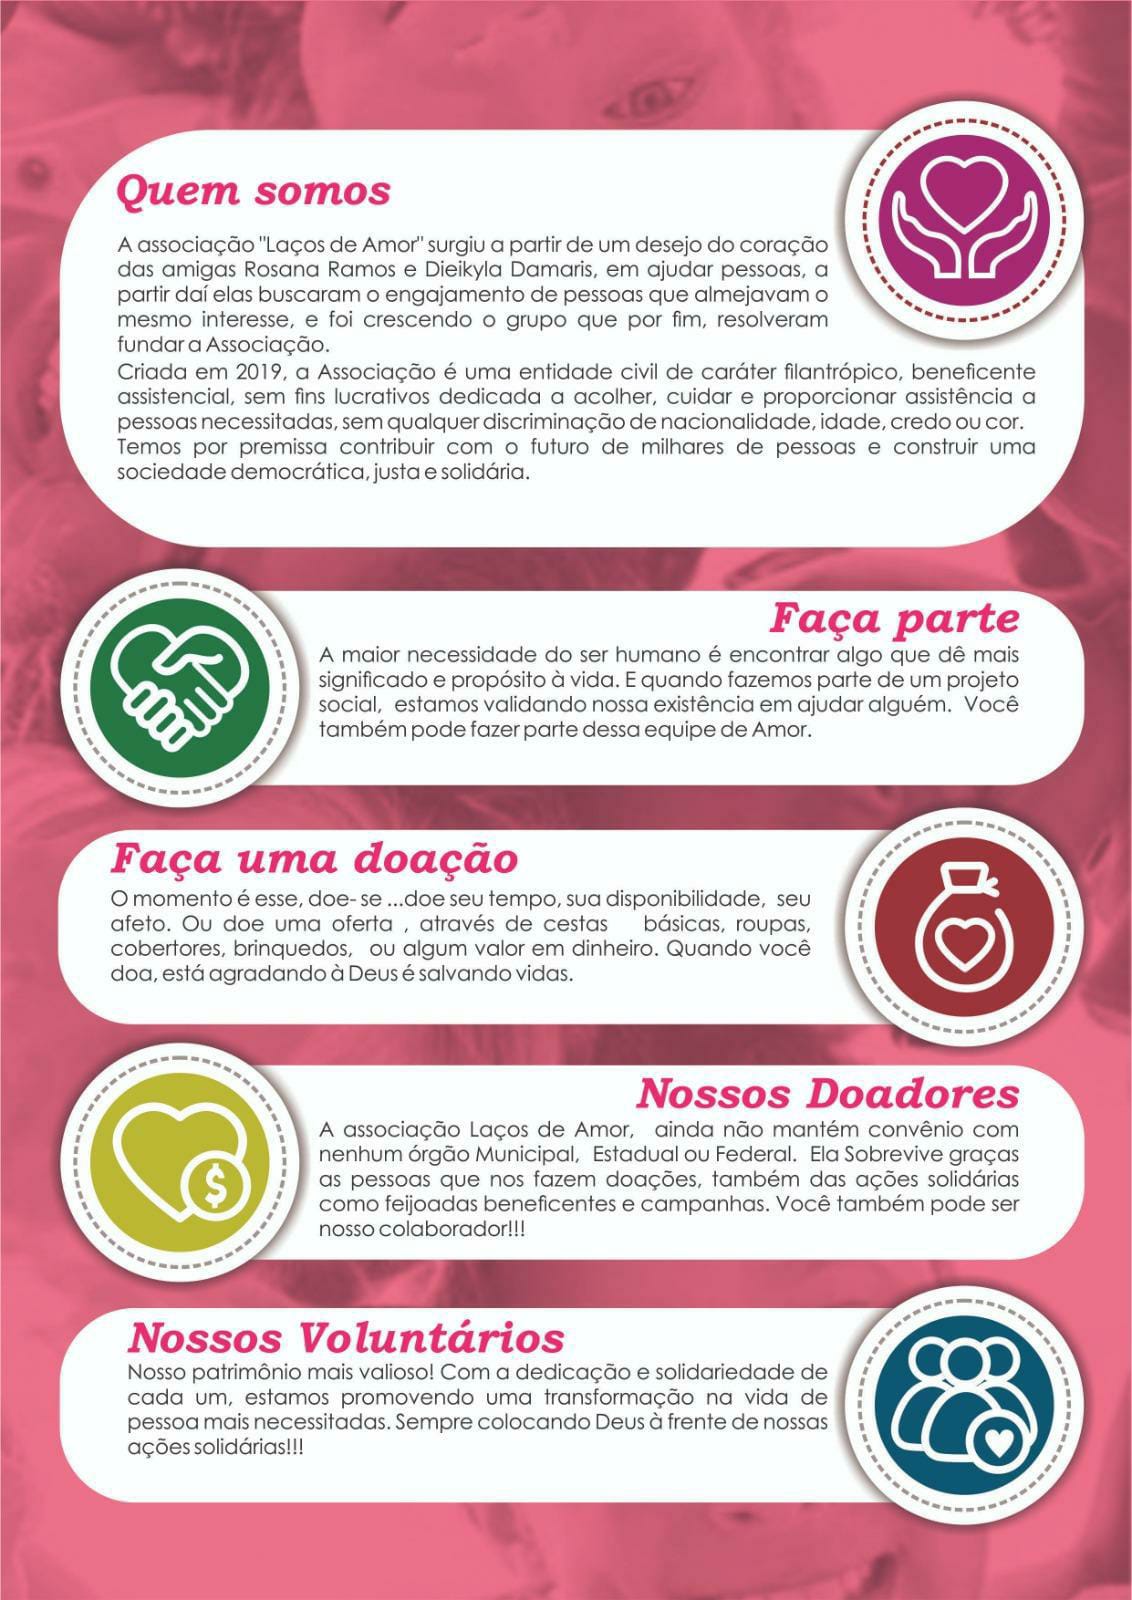 Quem somos
A associação "Laços de Amor" surgiu a partir de um desejo do coração
das amigas Rosana Ramos e Dieikyla Damaris, em ajudar pessoas, a
partir daí elas buscaram o engajamento de pessoas que almejavam o
mesmo interesse, e foi crescendo o grupo que por fim, resolveram
fundar a Associação.
Criada em 2019, a Associação é uma entidade civil de caráter filantrópico, beneficente
assistencial, sem fins lucrativos dedicada a acolher, cuidar e proporcionar assistência a
pessoas necessitadas, sem qualquer discriminação de nacionalidade, idade, credo ou cor.
Temos por premissa contribuir com o futuro de milhares de pessoas e construir uma
sociedade democrática, justa e solidária.
Faça parte
A maior necessidade do ser humano é encontrar algo que dê mais
significado e propósito à vida. E quando fazemos parte de um projeto
social, estamos validando nossa existência em ajudar alguém. Você
também pode fazer parte dessa equipe de Amor.
Faça uma doação
O momento é esse, doe- se ...doe seu tempo, sua disponibilidade, seu
afeto. Ou doe uma oferta , através de cestas básicas, roupas,
cobertores, brinquedos, ou algum valor em dinheiro. Quando você
doa, está agradando à Deus é salvando vidas.
Nossos Doadores
A associação Laços de Amor, ainda não mantém convênio com
nenhum órgão Municipal, Estadual ou Federal. Ela Sobrevive graças
as pessoas que nos fazem doações, também das ações solidárias
como feijoadas beneficentes e campanhas. Você também pode ser
nosso colaborador!!!
$
Nossos Voluntários
Nosso patrimônio mais valioso! Com a dedicação e solidariedade de
cada um, estamos promovendo uma transformação na vida de
pessoa mais necessitadas. Sempre colocando Deus à frente de nossas
ações solidárias!!!